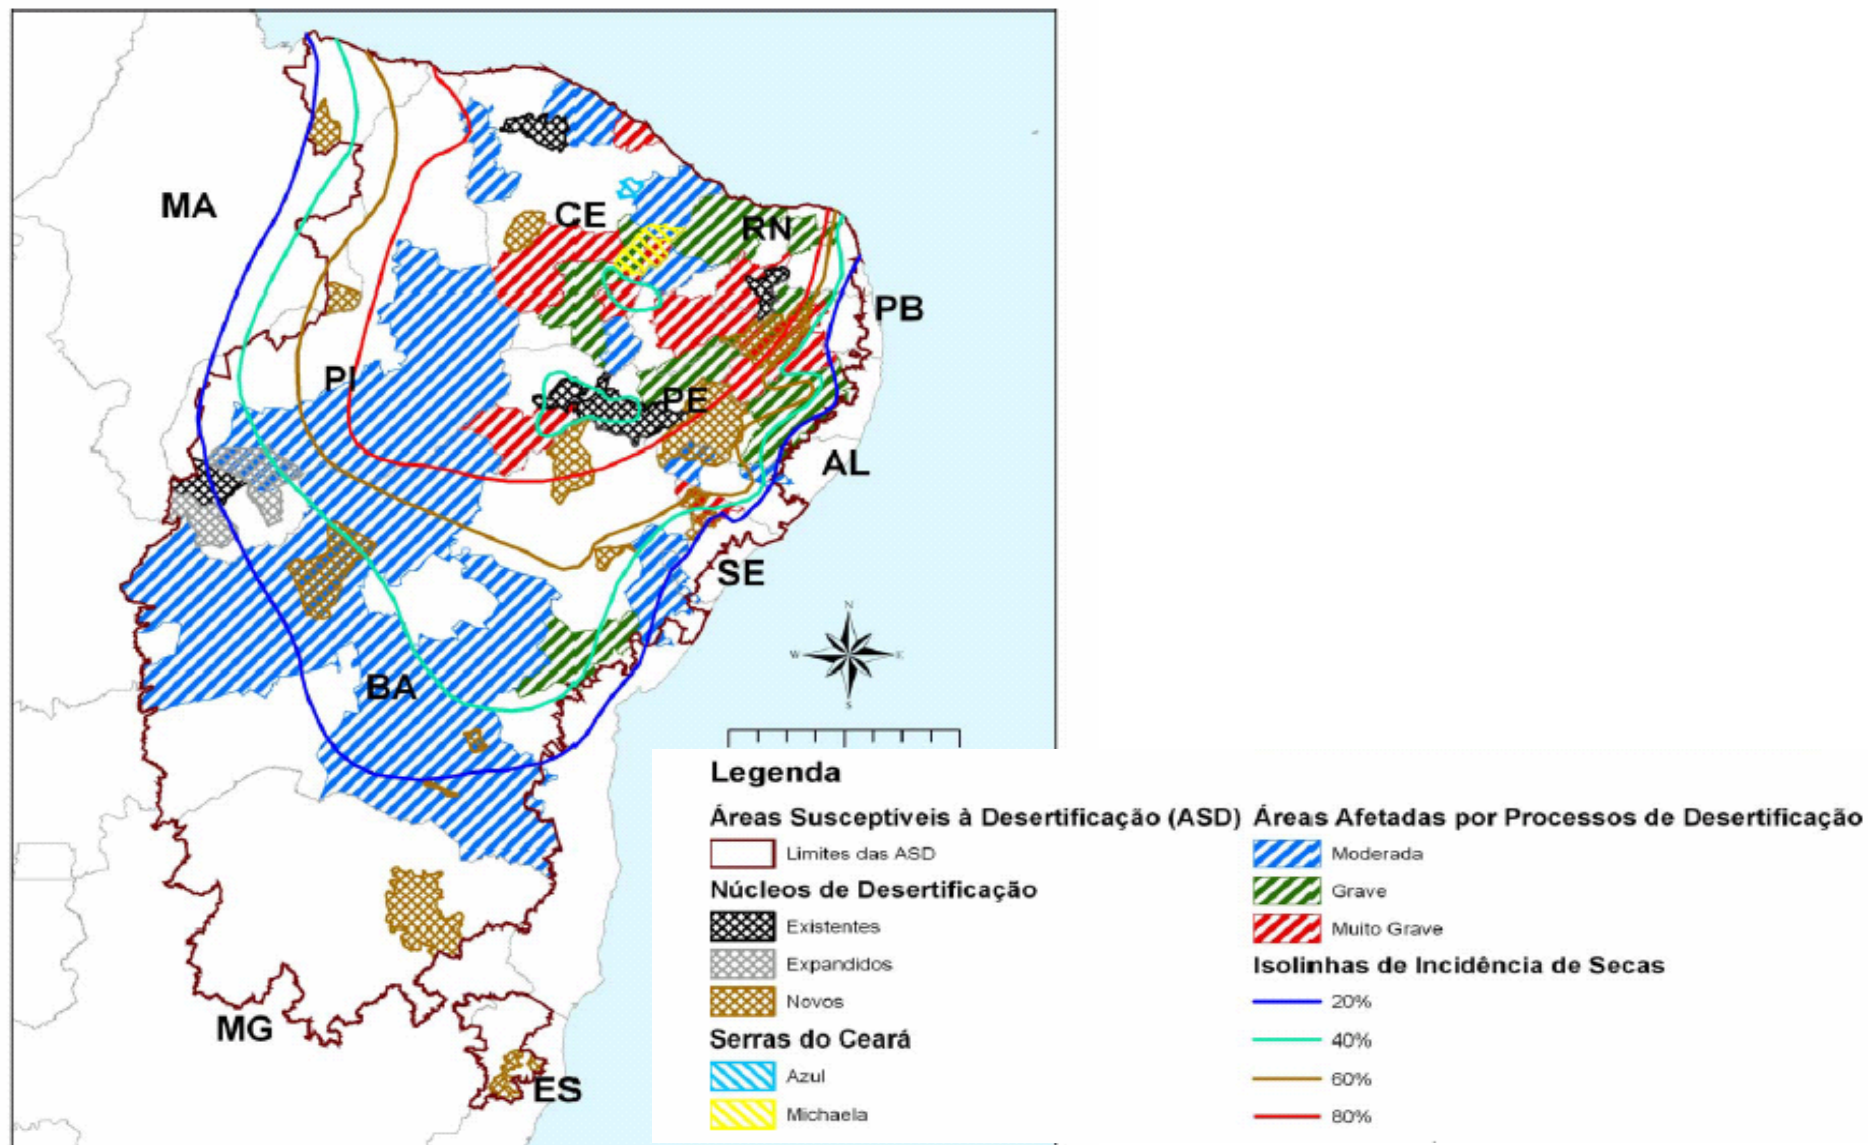 MA
CE
RN
PB
PI
PE
AL
SE
N
W
E
S
BA
MG
ES
Legenda
Áreas Susceptíveis à Desertificação (ASD)
Limites das ASD
Núcleos de Desertificação
Existentes
Expandidos
Novos
Serras do Ceará
Azul
Michaela
Áreas Afetadas por Processos de Desertificação
Moderada
Grave
Muito Grave
Isolinhas de Incidência de Secas
20%
40%
60%
80%